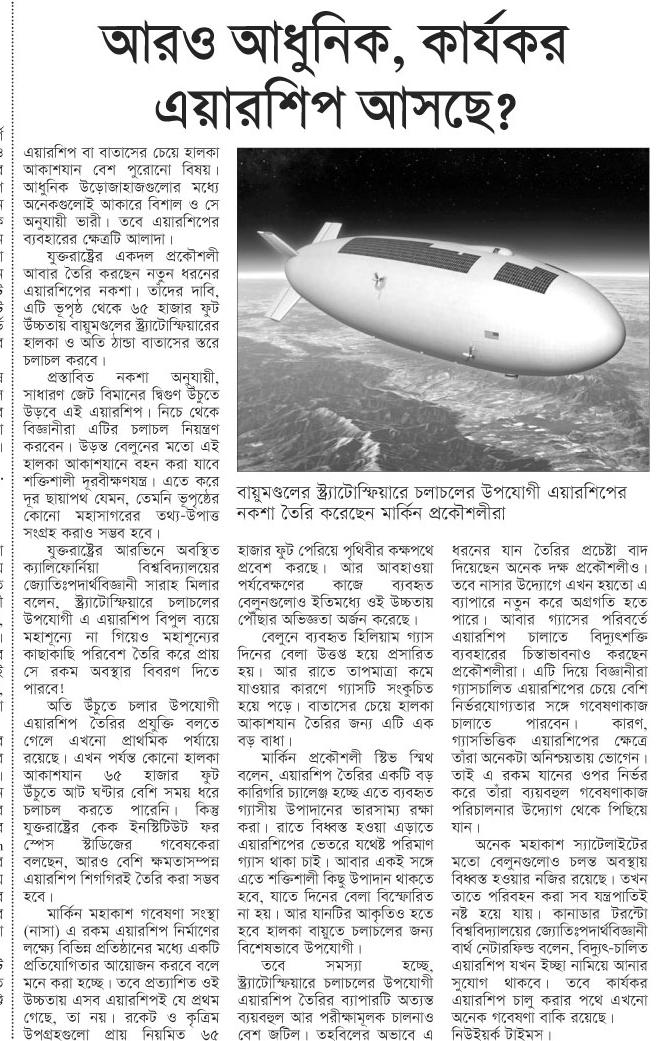 আরও আধুনিক, কার্যকর
এয়ারশিপ আসছে?
এয়ারশিপ বা বাতাসের চেয়ে হালকা
আকাশযান বেশ পুরোনো বিষয়।
আধুনিক উড়োজাহাজগুলোর মধ্যে
অনেকগুলোই আকারে বিশাল ও সে
অনুযায়ী ভারী। তবে এয়ারশিপের
ব্যবহারের ক্ষেত্রটি আলাদা।
যুক্তরাষ্ট্রের একদল প্রকৌশলী
আবার তৈরি করছেন নতুন ধরনের
এয়ারশিপের নকশা। তাঁদের দাবি,
এটি ভূপৃষ্ঠ থেকে ৬৫ হাজার ফুট
উঁচ্চতায় বায়ুমণ্ডলের স্ট্র্যাটোস্ফিয়ারের
হালকা ও অতি ঠান্ডা বাতাসের স্তরে
চলাচল করবে।
প্রস্তাবিত নকশা অনুযায়ী,
সাধারণ জেট বিমানের দ্বিগুণ উঁচুতে
উড়বে এই এয়ারশিপ। নিচে থেকে
বিজ্ঞানীরা এটির চলাচল নিয়ন্ত্রণ
করবেন। উড়ন্ত বেলুনের মতো এই
হালকা আকাশযানে বহন করা যাবে
শক্তিশালী দূরবীক্ষণযন্ত্র। এতে করে
দূর ছায়াপথ যেমন, তেমনি ভূপৃষ্ঠের
কোনো মহাসাগরের তথ্য-উপাত্ত
সংগ্রহ করাও সম্ভব হবে।
যুক্তরাষ্ট্রের আরভিনে অবস্থিত
ক্যালিফোর্নিয়া বিশ্ববিদ্যালয়ের
জ্যোতিঃপদার্থবিজ্ঞানী সারাহ মিলার
বলেন, স্ট্র্যাটোস্ফিয়ারে চলাচলের
উপযোগী এ এয়ারশিপ বিপুল ব্যয়ে
মহাশূন্যে না গিয়েও মহাশূন্যের
কাছাকাছি পরিবেশ তৈরি করে প্রায়
সে রকম অবস্থার বিবরণ দিতে
পারবে!
অতি উঁচুতে চলার উপযোগী
এয়ারশিপ তৈরির প্রযুক্তি বলতে
গেলে এখনো প্রাথমিক পর্যায়ে
রয়েছে। এখন পর্যন্ত কোনো হালকা
আকাশযান ৬৫ হাজার ফুট
উঁচুতে আট ঘণ্টার বেশি সময় ধরে
চলাচল করতে পারেনি। কিন্তু
যুক্তরাষ্ট্রের কেক ইনস্টিটিউট ফর
স্পেস স্টাডিজের গবেষকেরা
বলছেন, আরও বেশি ক্ষমতাসম্পন্ন
এয়ারশিপ শিগগিরই তৈরি করা সম্ভব
হবে।
মার্কিন মহাকাশ গবেষণা সংস্থা
(নাসা) এ রকম এয়ারশিপ নির্মাণের
লক্ষ্যে বিভিন্ন প্রতিষ্ঠানের মধ্যে একটি
প্রতিযোগিতার আয়োজন করবে বলে
মনে করা হচ্ছে। তবে প্রত্যাশিত ওই
উচ্চতায় এসব এয়ারশিপই যে প্রথম
গেছে, তা নয়। রকেট ও কৃত্রিম
উপগ্রহগুলো প্রায় নিয়মিত ৬৫
বায়ুমণ্ডলের স্ট্র্যাটোস্ফিয়ারে চলাচলের উপযোগী এয়ারশিপের
নকশা তৈরি করেছেন মার্কিন প্রকৌশলীরা
হাজার ফুট পেরিয়ে পৃথিবীর কক্ষপথে
প্রবেশ করছে। আর আবহাওয়া
পর্যবেক্ষণের কাজে ব্যবহৃত
বেলুনগুলোও ইতিমধ্যে ওই উচ্চতায়
পৌঁছার অভিজ্ঞতা অর্জন করেছে।
বেলুনে ব্যবহৃত হিলিয়াম গ্যাস
দিনের বেলা উত্তপ্ত হয়ে প্রসারিত
হয়। আর রাতে তাপমাত্রা কমে
যাওয়ার কারণে গ্যাসটি সংকুচিত
হয়ে পড়ে। বাতাসের চেয়ে হালকা
আকাশযান তৈরির জন্য এটি এক
বড় বাধা।
মার্কিন প্রকৌশলী স্টিভ স্মিথ
বলেন, এয়ারশিপ তৈরির একটি বড়
কারিগরি চ্যালেঞ্জ হচ্ছে এতে ব্যবহৃত
গ্যাসীয় উপাদানের ভারসাম্য রক্ষা
করা। রাতে বিধ্বস্ত হওয়া এড়াতে
এয়ারশিপের ভেতরে যথেষ্ট পরিমাণ
গ্যাস থাকা চাই। আবার একই সঙ্গে
এতে শক্তিশালী কিছু উপাদান থাকতে
হবে, যাতে দিনের বেলা বিস্ফোরিত
না হয়। আর যানটির আকৃতিও হতে
হবে হালকা বায়ুতে চলাচলের জন্য
বিশেষভাবে উপযোগী।
তবে সমস্যা হচ্ছে,
স্ট্র্যাটোস্ফিয়ারে চলাচলের উপযোগী
এয়ারশিপ তৈরির ব্যাপারটি অত্যন্ত
ব্যয়বহুল আর পরীক্ষামূলক চালনাও
বেশ জটিল। তহবিলের অভাবে এ
ধরনের যান তৈরির প্রচেষ্টা বাদ
দিয়েছেন অনেক দক্ষ প্রকৌশলীও।
তবে নাসার উদ্যোগে এখন হয়তো এ
ব্যাপারে নতুন করে অগ্রগতি হতে
পারে। আবার গ্যাসের পরিবর্তে
এয়ারশিপ চালাতে বিদ্যুৎশক্তি
ব্যবহারের চিন্তাভাবনাও করছেন
প্রকৌশলীরা। এটি দিয়ে বিজ্ঞানীরা
গ্যাসচালিত এয়ারশিপের চেয়ে বেশি
নির্ভরযোগ্যতার সঙ্গে গবেষণাকাজ
চালাতে পারবেন। কারণ,
গ্যাসভিত্তিক এয়ারশিপের ক্ষেত্রে
তাঁরা অনেকটা অনিশ্চয়তায় ভোগেন।
তাই এ রকম যানের ওপর নির্ভর
করে তাঁরা ব্যয়বহুল গবেষণাকাজ
পরিচালনার উদ্যোগ থেকে পিছিয়ে
যান।
অনেক মহাকাশ স্যাটেলাইটের
মতো বেলুনগুলোও চলন্ত অবস্থায়
বিধ্বস্ত হওয়ার নজির রয়েছে। তখন
তাতে পরিবহন করা সব যন্ত্রপাতিই
নষ্ট হয়ে যায়। কানাডার টরন্টো
বিশ্ববিদ্যালয়ের জ্যোতিঃপদার্থবিজ্ঞানী
বার্থ নেটারফিল্ড বলেন, বিদ্যুৎ-চালিত
এয়ারশিপ যখন ইচ্ছা নামিয়ে আনার
সুযোগ থাকবে। তবে কার্যকর
এয়ারশিপ চালু করার পথে এখনো
অনেক গবেষণা বাকি রয়েছে।
নিউইয়র্ক টাইমস।